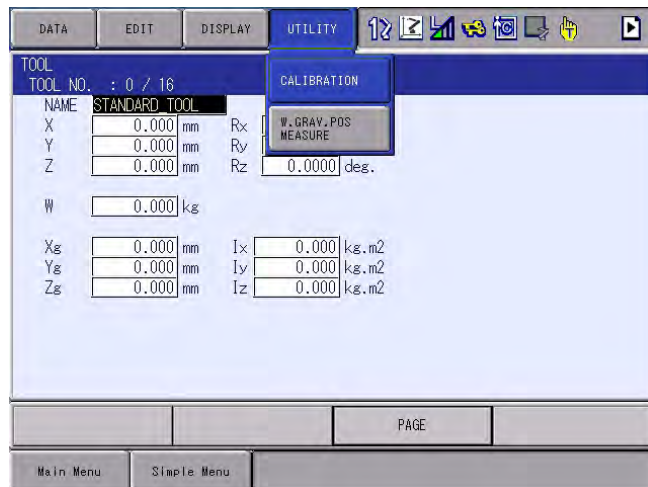 DATA EDIT DISPLAY UTILITY
TOOL
TOOL NO. : 0 / 16
CALIBRATION
W.GRAV.POS
MEASURE
NAME STANDARD_TOOL
X 0.000 mm Rx
Y 0.000 mm Ry
Z 0.000 mm Rz 0.0000 deg.
W 0.000 kg
Xg 0.000 mm Ix 0.000 kg.m2
Yg 0.000 mm Iy 0.000 kg.m2
Zg 0.000 mm Iz 0.000 kg.m2
PAGE
Main Menu Simple Menu